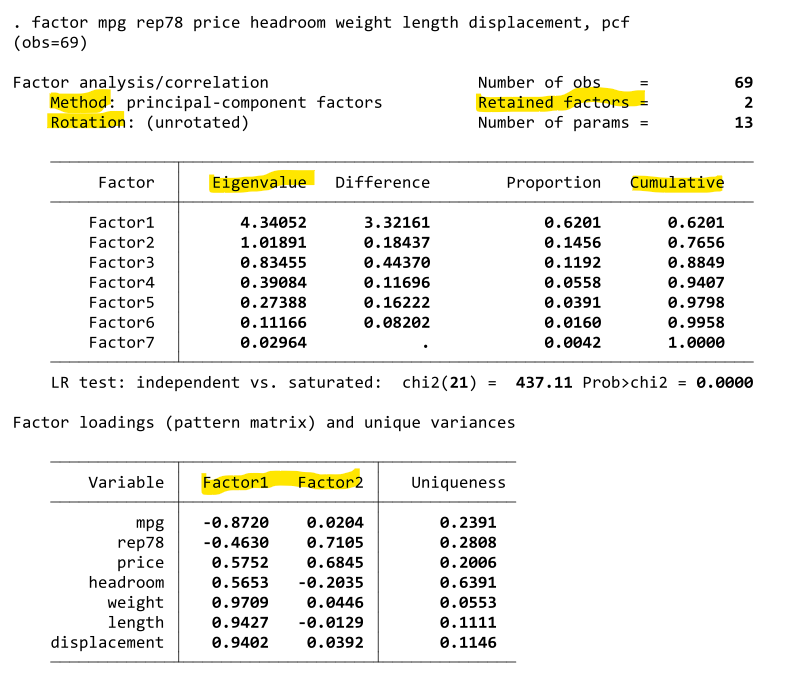 . factor mpg rep78 price headroom weight length displacement, pcf
(obs=69)
Factor analysis/correlation Number of obs = 69
Method: principal-component factors Retained factors = 2
Rotation: (unrotated) Number of params = 13
Factor Eigenvalue Difference Proportion Cumulative
Factor1 4.34052 3.32161 0.6201 0.6201
Factor2 1.01891 0.18437 0.1456 0.7656
Factor3 0.83455 0.44370 0.1192 0.8849
Factor4 0.39084 0.11696 0.0558 0.9407
Factor5 0.27388 0.16222 0.0391 0.9798
Factor6 0.11166 0.08202 0.0160 0.9958
Factor7 0.02964 . 0.0042 1.0000
LR test: independent vs. saturated: chi2(21) = 437.11 Prob>chi2 = 0.0000
Factor loadings (pattern matrix) and unique variances
Variable Factor1 Factor2 Uniqueness
mpg -0.8720 0.0204 0.2391
rep78 -0.4630 0.7105 0.2808
price 0.5752 0.6845 0.2006
headroom 0.5653 -0.2035 0.6391
weight 0.9709 0.0446 0.0553
length 0.9427 -0.0129 0.1111
displacement 0.9402 0.0392 0.1146